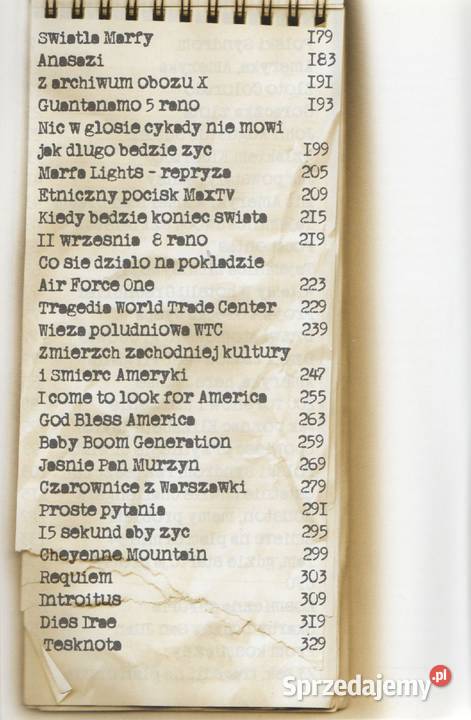 Swiatla Marfy 179
Anasazi 183
Z archiwum obozu X 191
Guantanamo 5 rano 193
Nic w glosie cykady nie mowi
jak dlugo bedzie zyc 199
Marfa Lights - repryza 205
Etniczny pocisk MaxTV 209
Kiedy bedzie koniec swiata 215
11 wrzesnia 8 rano 219
Co sie dzialo na pokladzie
Air Force One 223
Tragedia World Trade Center 229
Wieza poludniowa WTC 239
Zmierzch zachodniej kultury
i Smierc Ameryki 247
I come to look for America 255
God Bless America 263
Baby Boom Generation 259
Jasnie Pan Murzyn 269
Czarownice z Warszawki 279
Proste pytania 291
15 sekund aby zyc 295
Cheyenne Mountain 299
Requiem 303
Introitus 309
Dies Irae 319
Tesknota 329
Sprzedajemy.pl